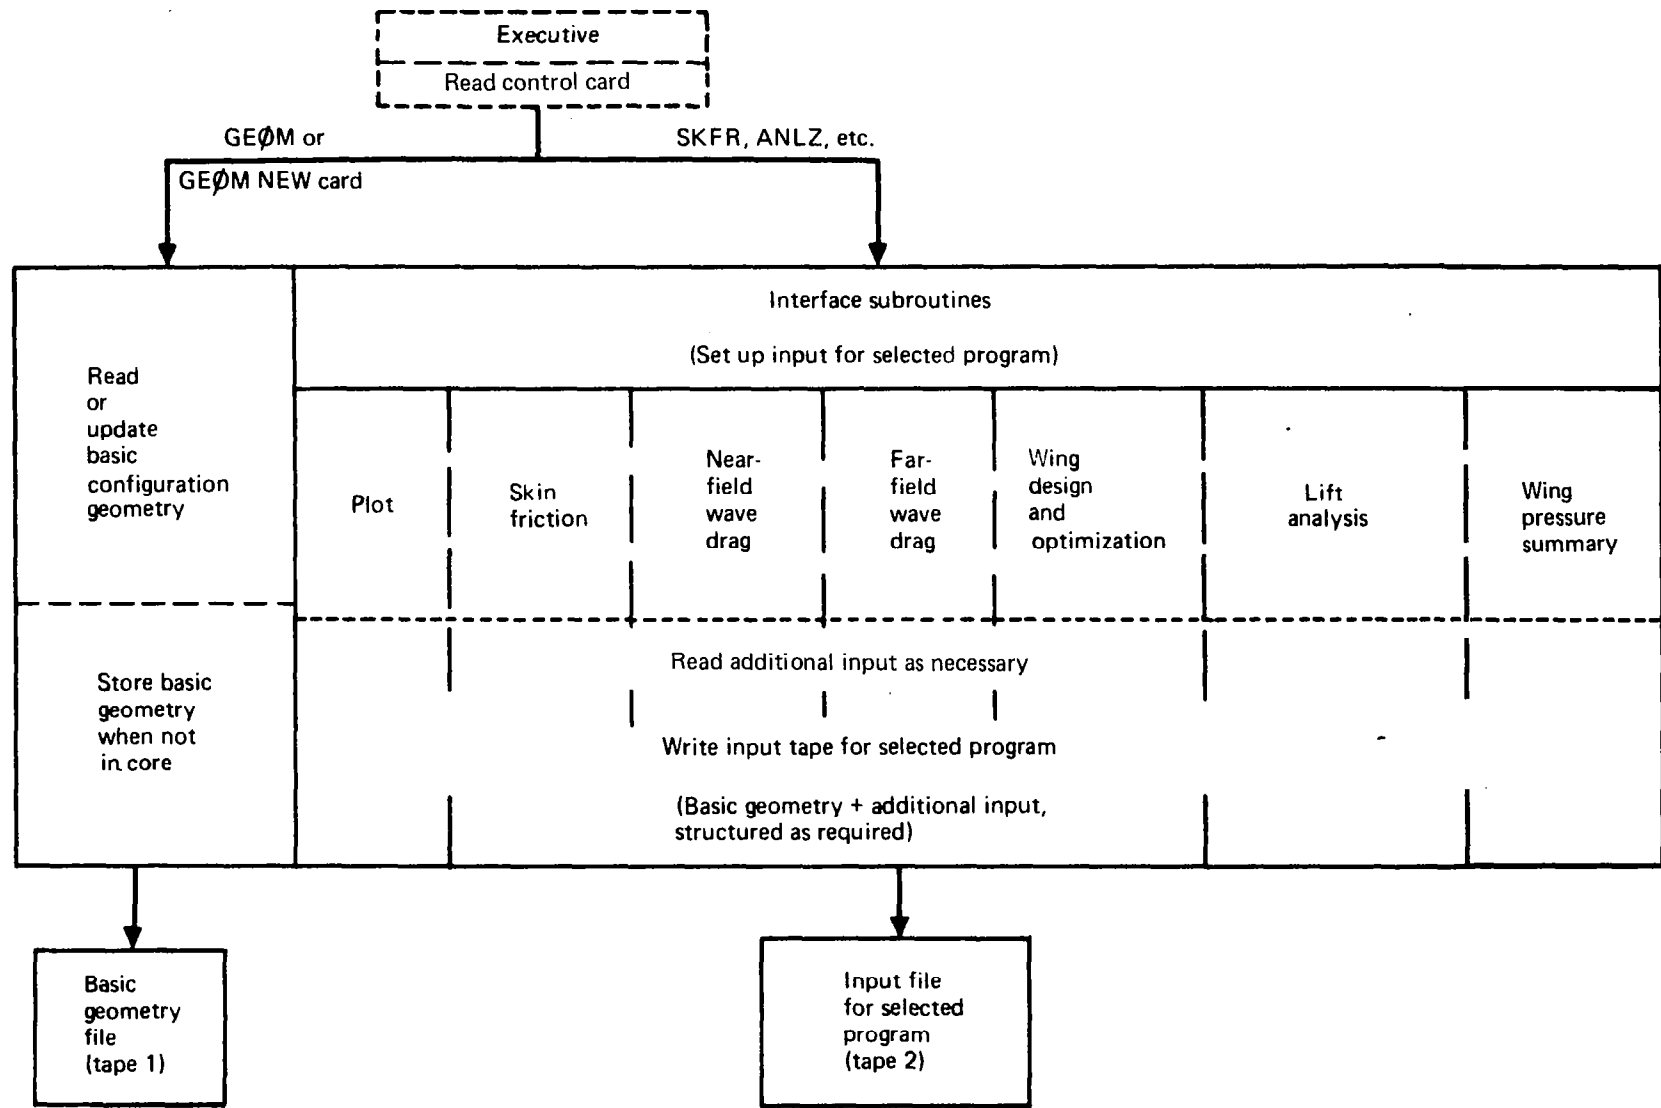 Executive
Read control card
GEØM or
GEØM NEW card
SKFR, ANLZ, etc.
Interface subroutines
(Set up input for selected program)
Read
or
update
basic
configuration
geometry
Plot
Skin
friction
Near-
field
wave
drag
Far-
field
wave
drag
Wing
design
and
optimization
Lift
analysis
Wing
pressure
summary
Store basic
geometry
when not
in core
Read additional input as necessary
Write input tape for selected program
(Basic geometry + additional input,
structured as required)
Basic
geometry
file
(tape 1)
Input file
for selected
program
(tape 2)